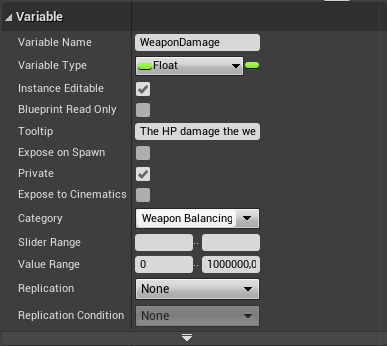 Variable
Variable Name WeaponDamage
Variable Type Float
Instance Editable
Blueprint Read Only
Tooltip The HP damage the we
Expose on Spawn
Private
Expose to Cinematics
Category Weapon Balancing
Slider Range ..
Value Range 0 .. 1000000,0
Replication None
Replication Condition None